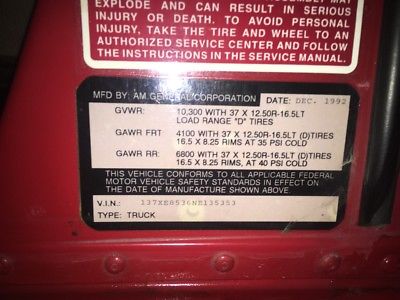 EXPLODE AND CAN RESULT IN SERIOUS
INJURY OR DEATH. TO AVOID PERSONAL
INJURY, TAKE THE TIRE AND WHEEL TO AN
AUTHORIZED SERVICE CENTER AND FOLLOW
THE INSTRUCTIONS IN THE SERVICE MANUAL.
MFD BY: AM GENERAL CORPORATION DATE: DEC. 1992
GVWR: 10,300 WITH 37 X 12.50R-16.5LT
LOAD RANGE "D" TIRES
GAWR FRT: 4100 WITH 37 X 12.50R-16.5LT (D)TIRES
16.5 X 8.25 RIMS AT 35 PSI COLD
GAWR RR: 6800 WITH 37 X 12.50R-16.5LT (D)TIRES
16.5 X 8.25 RIMS, AT 40 PSI COLD
THIS VEHICLE CONFORMS TO ALL APPLICABLE FEDERAL
MOTOR VEHICLE SAFETY STANDARDS IN EFFECT ON
THE DATE OF MANUFACTURE SHOWN ABOVE.
V.I.N.: 137XE8536NE135353
TYPE: TRUCK